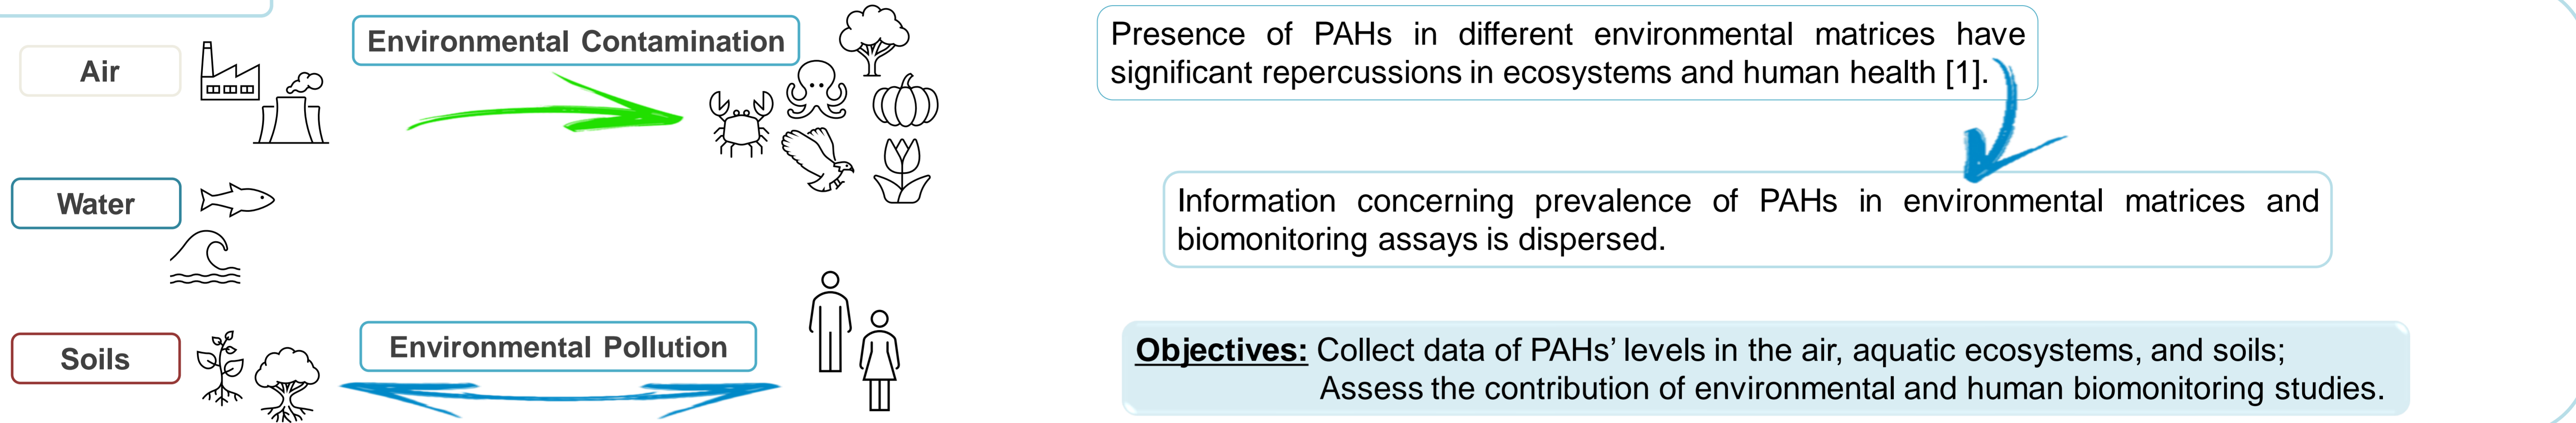 Air
Environmental Contamination
Water
Soils
Environmental Pollution
Presence of PAHs in different environmental matrices have
significant repercussions in ecosystems and human health [1].
Information concerning prevalence of PAHs in environmental matrices and
biomonitoring assays is dispersed.
Objectives: Collect data of PAHs’ levels in the air, aquatic ecosystems, and soils;
Assess the contribution of environmental and human biomonitoring studies.